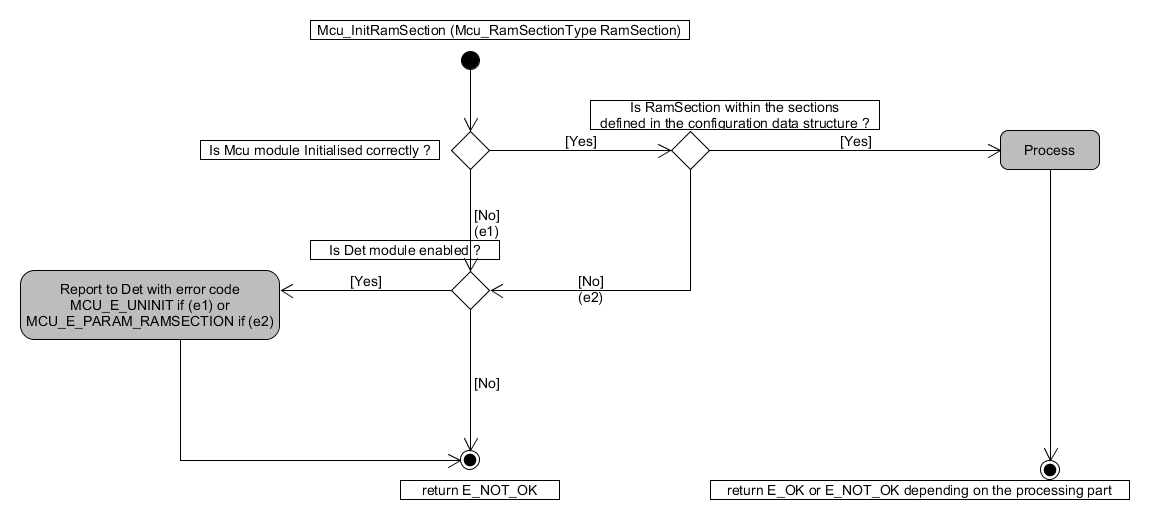 Mcu_InitRamSection (Mcu_RamSectionType RamSection)
Is RamSection within the sections
defined in the configuration data structure ?
Is Mcu module Initialised correctly ?
[Yes]
[Yes]
Process
[No]
(e1)
Is Det module enabled ?
[Yes]
[No]
(e2)
Report to Det with error code
MCU_E_UNINIT if (e1) or
MCU_E_PARAM_RAMSECTION if (e2)
[No]
return E_NOT_OK
return E_OK or E_NOT_OK depending on the processing part